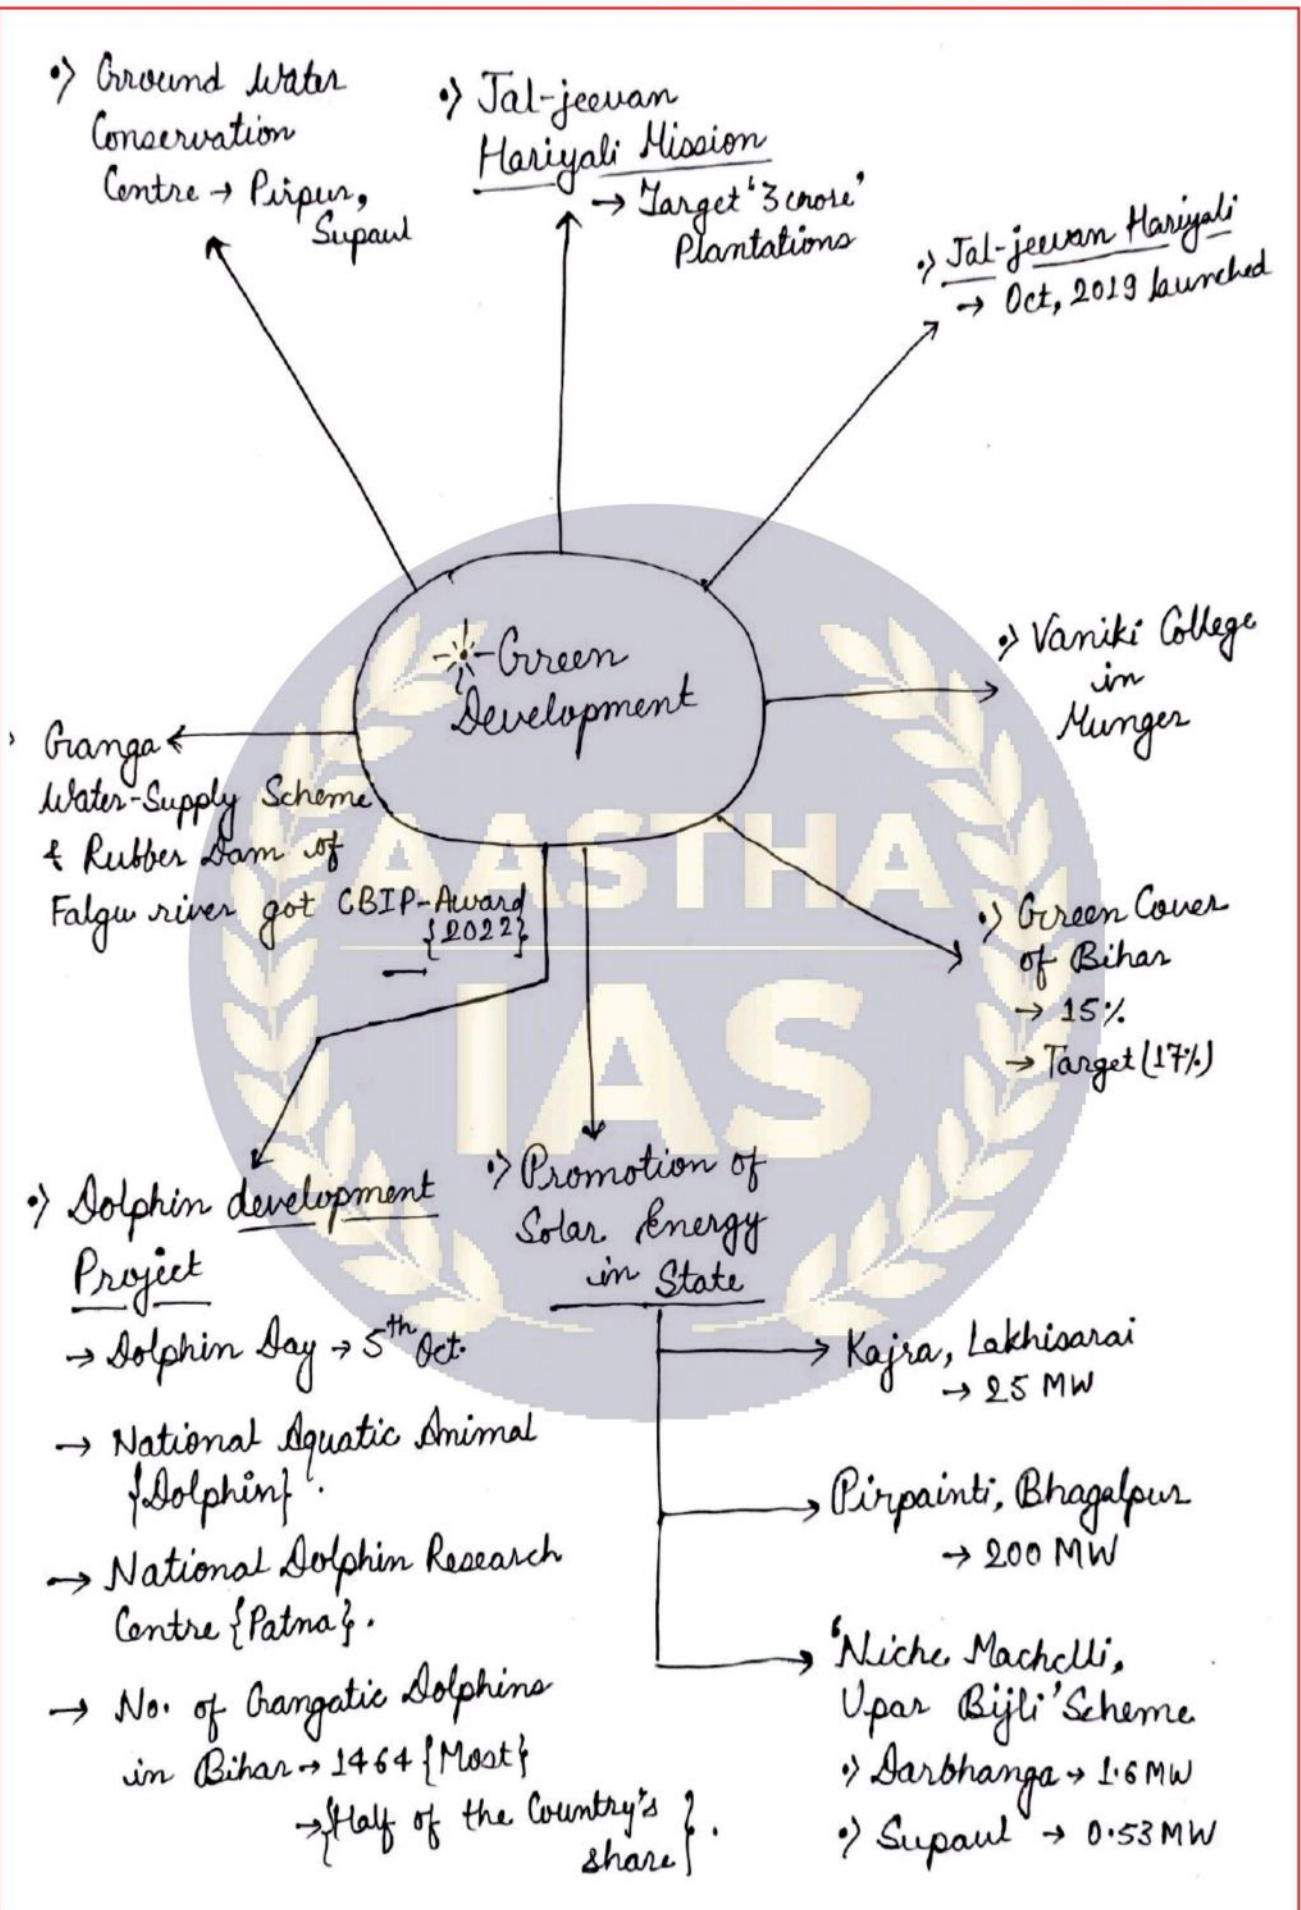 •) Ground Water
Conservation
Centre → Pirpur,
Supaul
•) Jal-jeevan
Hariyali Mission
→ Target '3 crore'
Plantations
•) Jal-jeevan Hariyali
→ Oct, 2019 launched
Green
Development
•) Vaniki College
in
Munger
Ganga
Water-Supply Scheme
& Rubber Dam of
Falgu river got CBIP-Award
{2022}
•) Green Cover
of Bihar
→ 15%
→ Target (17%)
AASTHA
IAS
•) Dolphin development
Project
→ Dolphin Day → 5th Oct.
→ National Aquatic Animal
{Dolphin}.
→ National Dolphin Research
Centre {Patna}.
→ No. of Gangatic Dolphins
in Bihar → 1464 {Most}
→ {Half of the Country's
share}.
•) Promotion of
Solar Energy
in State
Kajra, Lakhisarai
→ 25 MW
Pirpainti, Bhagalpur
→ 200 MW
'Niche Machclli,
Upar Bijli' Scheme
•) Darbhanga → 1.6 MW
•) Supaul → 0.53 MW